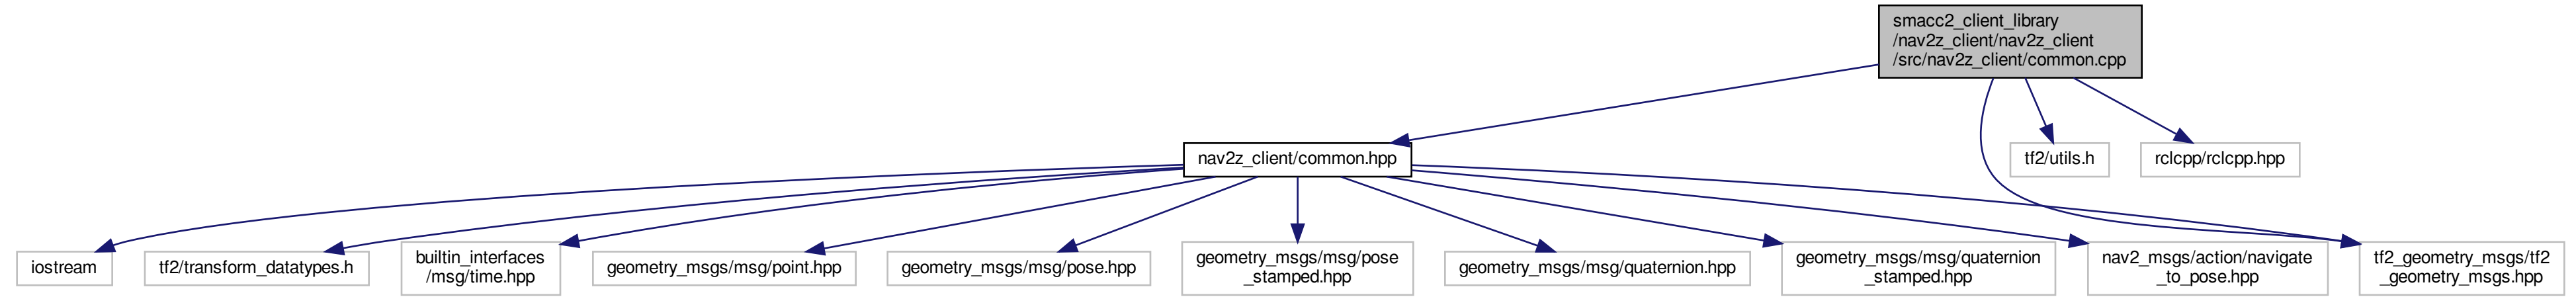 smacc2_client_library
/nav2z_client/nav2z_client
/src/nav2z_client/common.cpp
nav2z_client/common.hpp
tf2/utils.h
rclcpp/rclcpp.hpp
iostream
tf2/transform_datatypes.h
builtin_interfaces
/msg/time.hpp
geometry_msgs/msg/point.hpp
geometry_msgs/msg/pose.hpp
geometry_msgs/msg/pose
_stamped.hpp
geometry_msgs/msg/quaternion.hpp
geometry_msgs/msg/quaternion
_stamped.hpp
nav2_msgs/action/navigate
_to_pose.hpp
tf2_geometry_msgs/tf2
_geometry_msgs.hpp